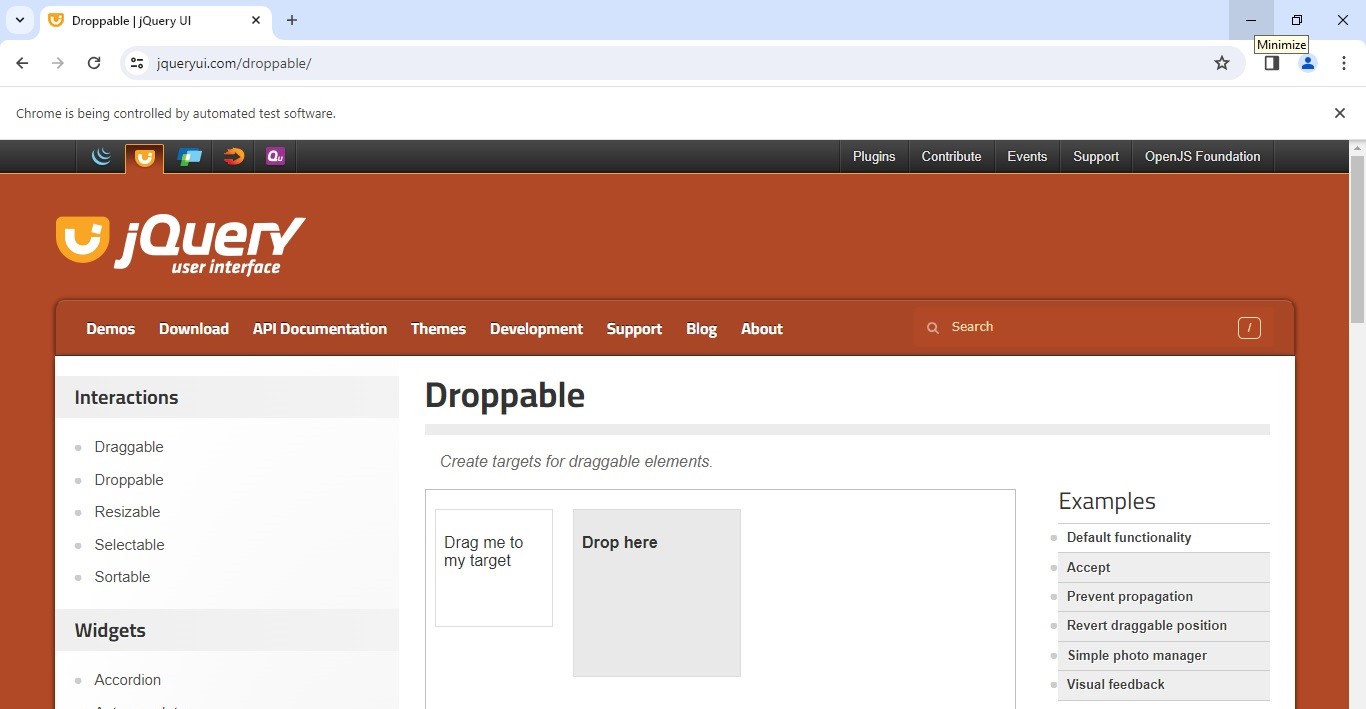 Droppable | jQuery UI
Minimize
jqueryui.com/droppable/
Chrome is being controlled by automated test software.
Qu
Plugins
Contribute
Events
Support
OpenJS Foundation
jQuery
user interface
Demos
Download
API Documentation
Themes
Development
Support
Blog
About
Search
/
Interactions
Draggable
Droppable
Resizable
Selectable
Sortable
Widgets
Accordion
Droppable
Create targets for draggable elements.
Drag me to
my target
Drop here
Examples
Default functionality
Accept
Prevent propagation
Revert draggable position
Simple photo manager
Visual feedback